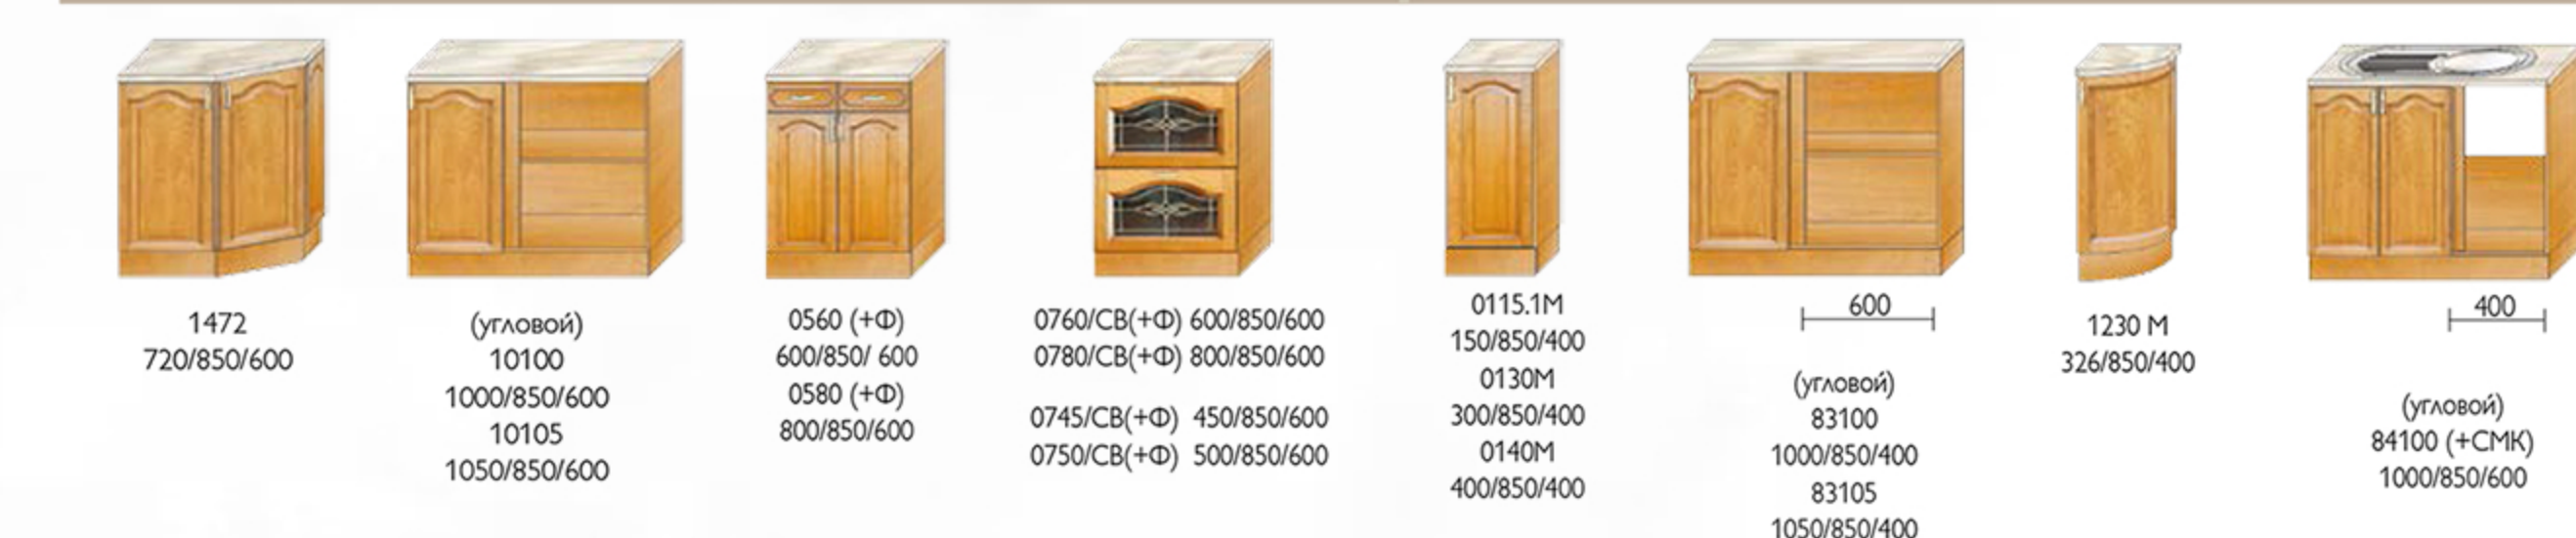 1472
720/850/600
(угловой)
10100
1000/850/600
10105
1050/850/600
0560 (+Ф)
600/850/ 600
0580 (+Ф)
800/850/600
0760/СВ(+Ф) 600/850/600
0780/СВ(+Ф) 800/850/600
0745/СВ(+Ф) 450/850/600
0750/СВ(+Ф) 500/850/600
0115.1М
150/850/400
0130М
300/850/400
0140М
400/850/400
600
(угловой)
83100
1000/850/400
83105
1050/850/400
1230 М
326/850/400
400
(угловой)
84100 (+СМК)
1000/850/600